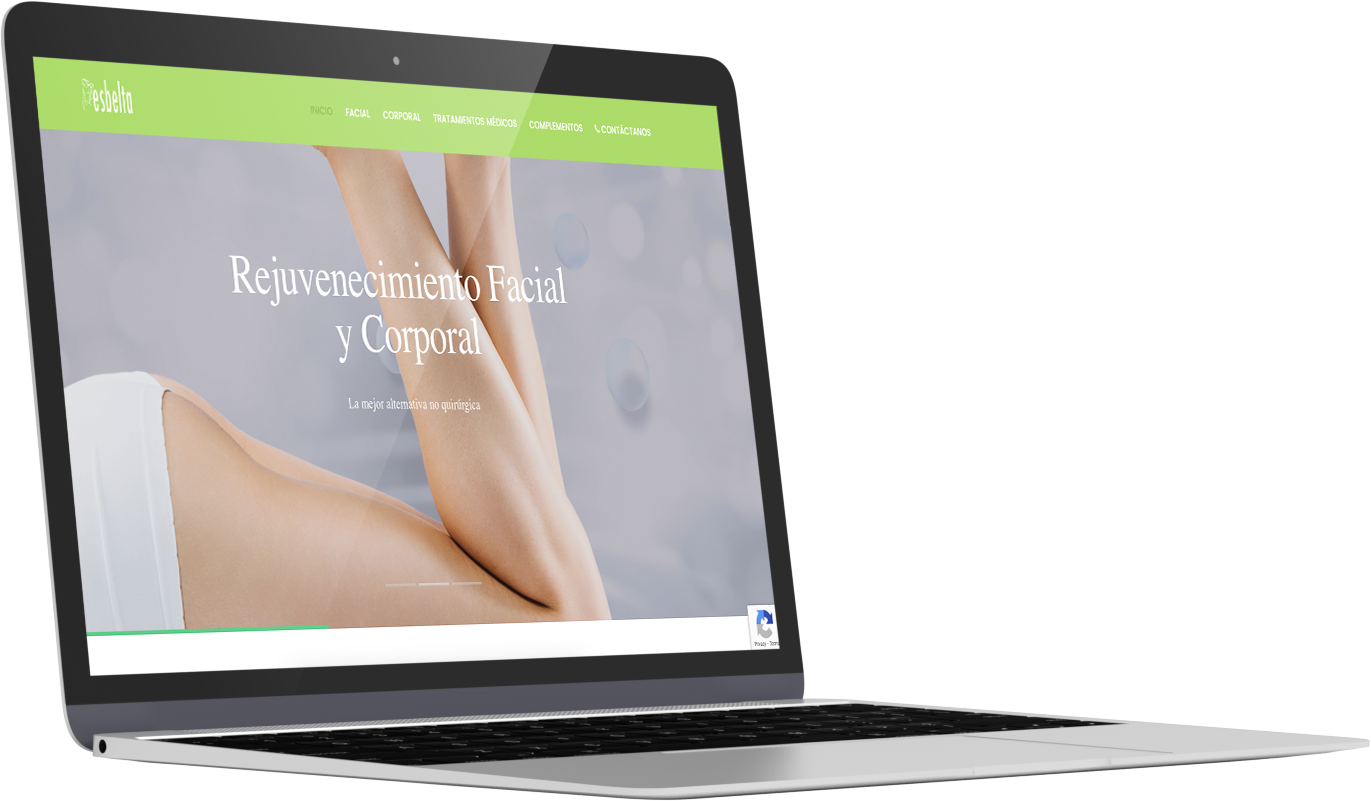 esbelta
INICIO FACIAL CORPORAL TRATAMIENTOS MÉDICOS COMPLEMENTOS CONTÁCTANOS
Rejuvenecimiento Facial
y Corporal
La mejor alternativa no quirúrgica
Privacy - Terms